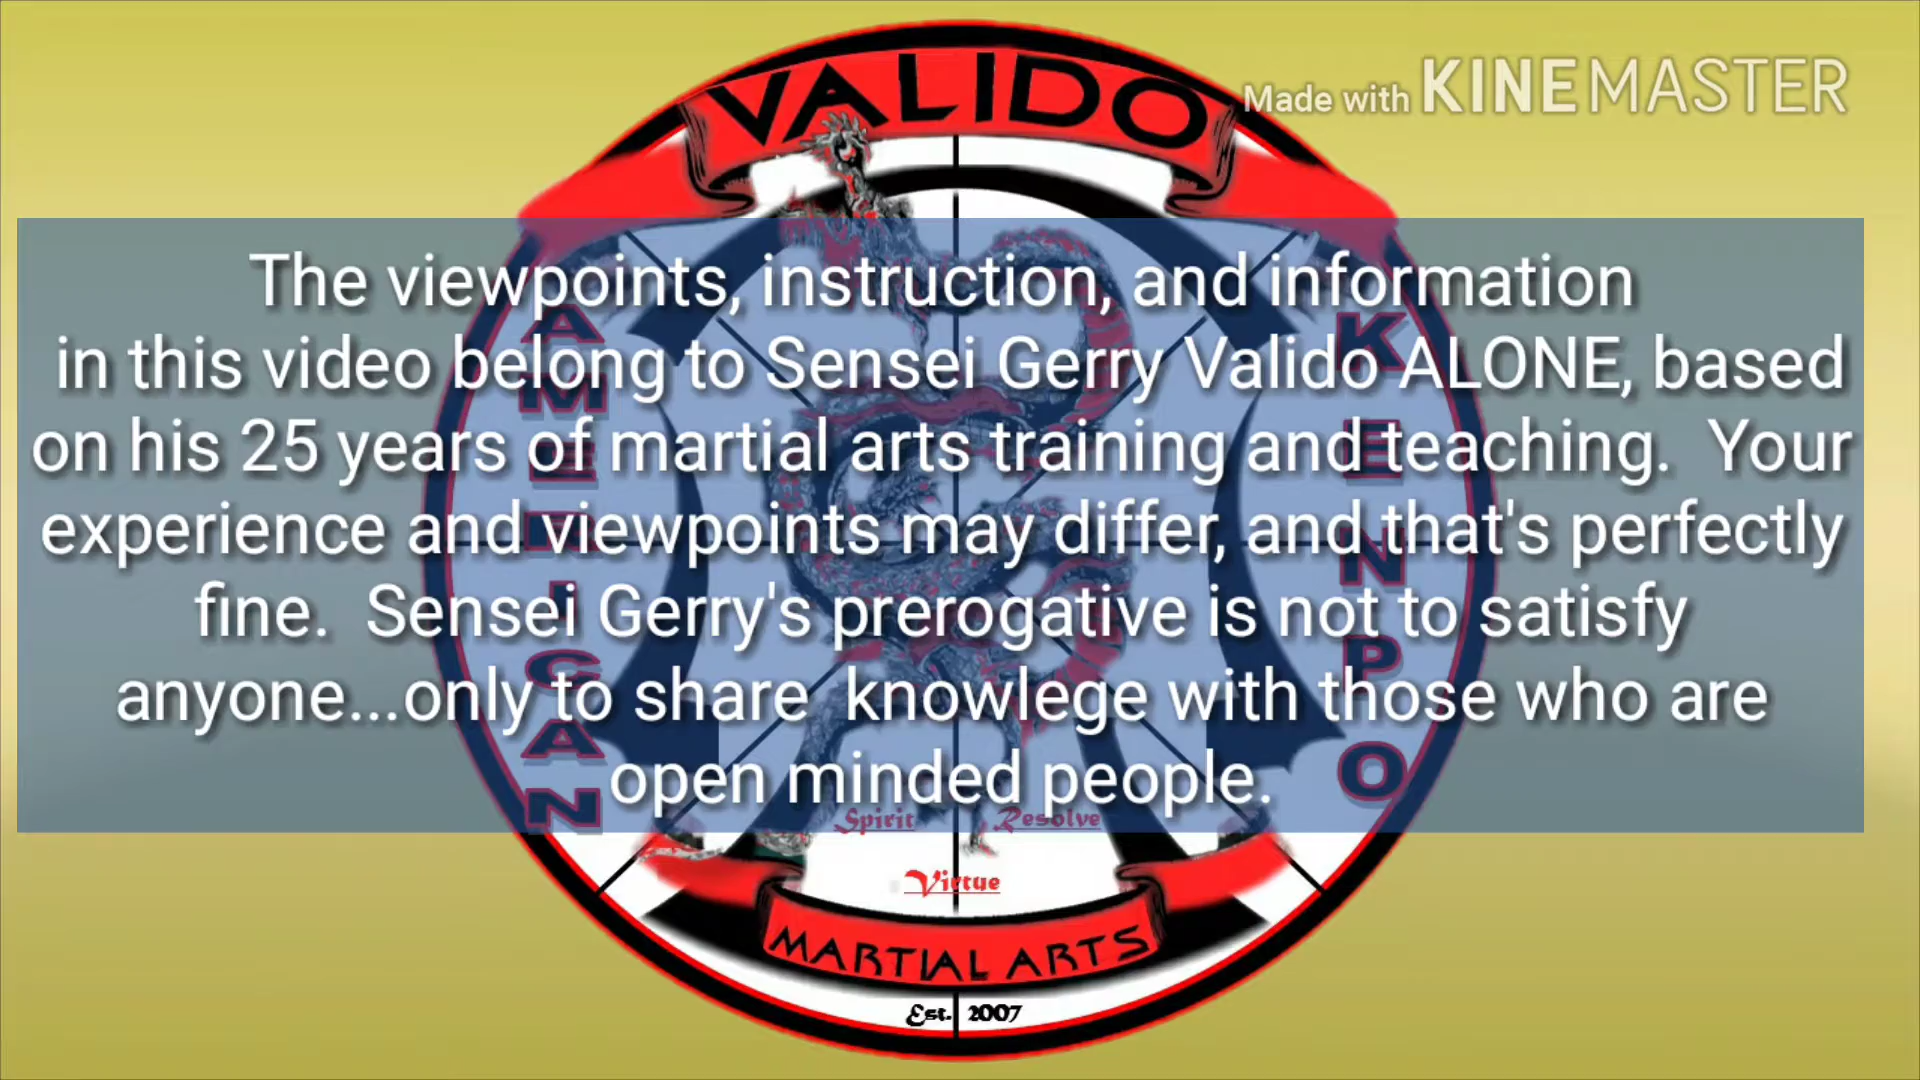 VALIDO
Made with KINEMASTER
The viewpoints, instruction, and information
in this video belong to Sensei Gerry Valido ALONE, based
on his 25 years of martial arts training and teaching.  Your
experience and viewpoints may differ, and that's perfectly
fine.  Sensei Gerry's prerogative is not to satisfy
anyone...only to share  knowlege with those who are
open minded people.
AMERICAN
KENPO
Spirit Resolve
Virtue
MARTIAL ARTS
Est. 2007